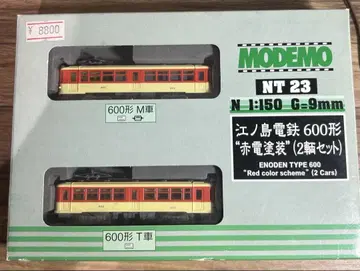 ¥ 8800
MODEMO
NT 23
N 1:150 G=9mm
江ノ島電鉄 600形
"赤電塗装" (2輌セット)
ENODEN TYPE 600
"Red color scheme" (2 Cars)
600形 M車
600形 T車